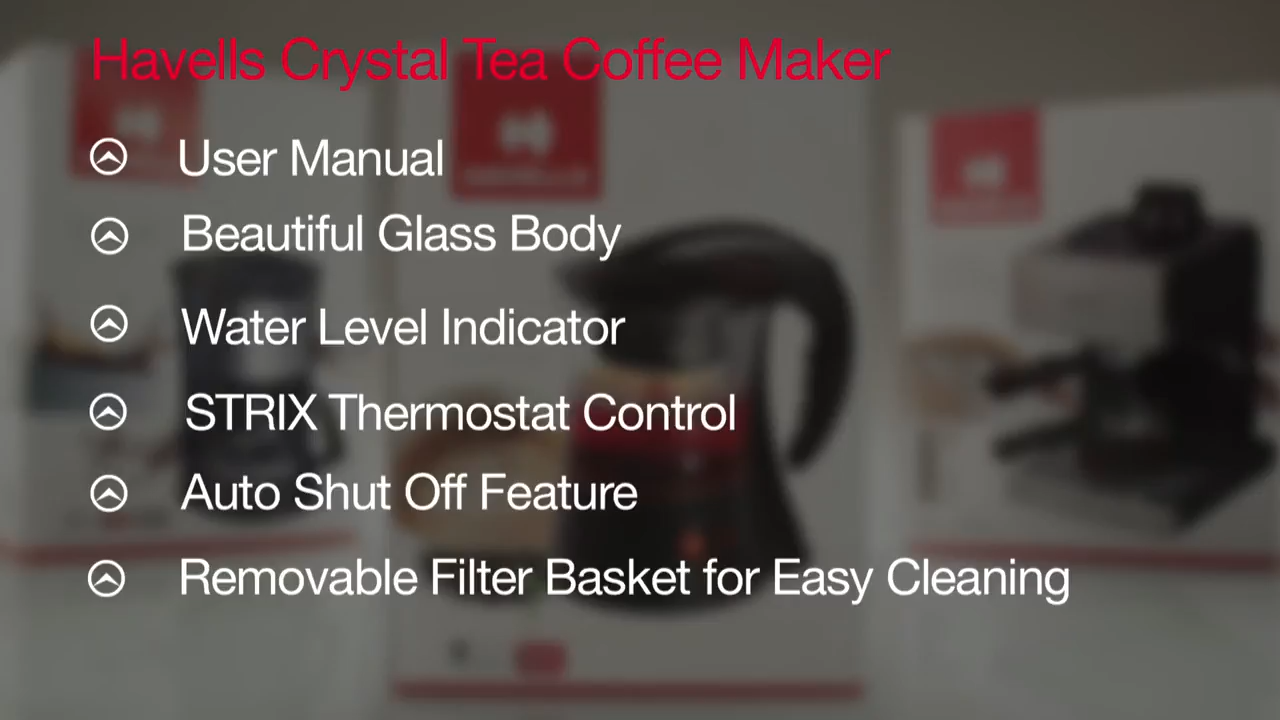 Havells Crystal Tea Coffee Maker
User Manual
Beautiful Glass Body
Water Level Indicator
STRIX Thermostat Control
Auto Shut Off Feature
Removable Filter Basket for Easy Cleaning